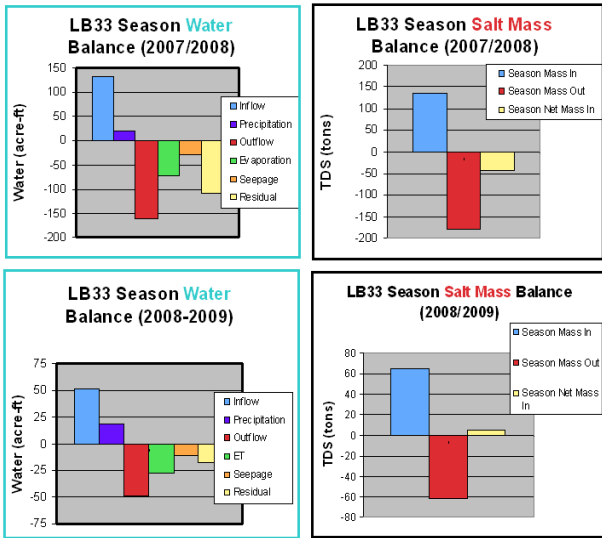 LB33 Season Water
Balance (2007/2008)
Water (acre-ft)
150
100
50
0
-50
-100
-150
-200
Inflow
Precipitation
Outflow
Evaporation
Seepage
Residual
LB33 Season Salt Mass
Balance (2007/2008)
TDS (tons)
200
150
100
50
0
-50
-100
-150
-200
Season Mass In
Season Mass Out
Season Net Mass In
LB33 Season Water
Balance (2008-2009)
Water (acre-ft)
75
50
25
0
-25
-50
-75
Inflow
Precipitation
Outflow
ET
Seepage
Residual
LB33 Season Salt Mass Balance
(2008/2009)
TDS (tons)
80
60
40
20
0
-20
-40
-60
-80
Season Mass In
Season Mass Out
Season Net Mass
In